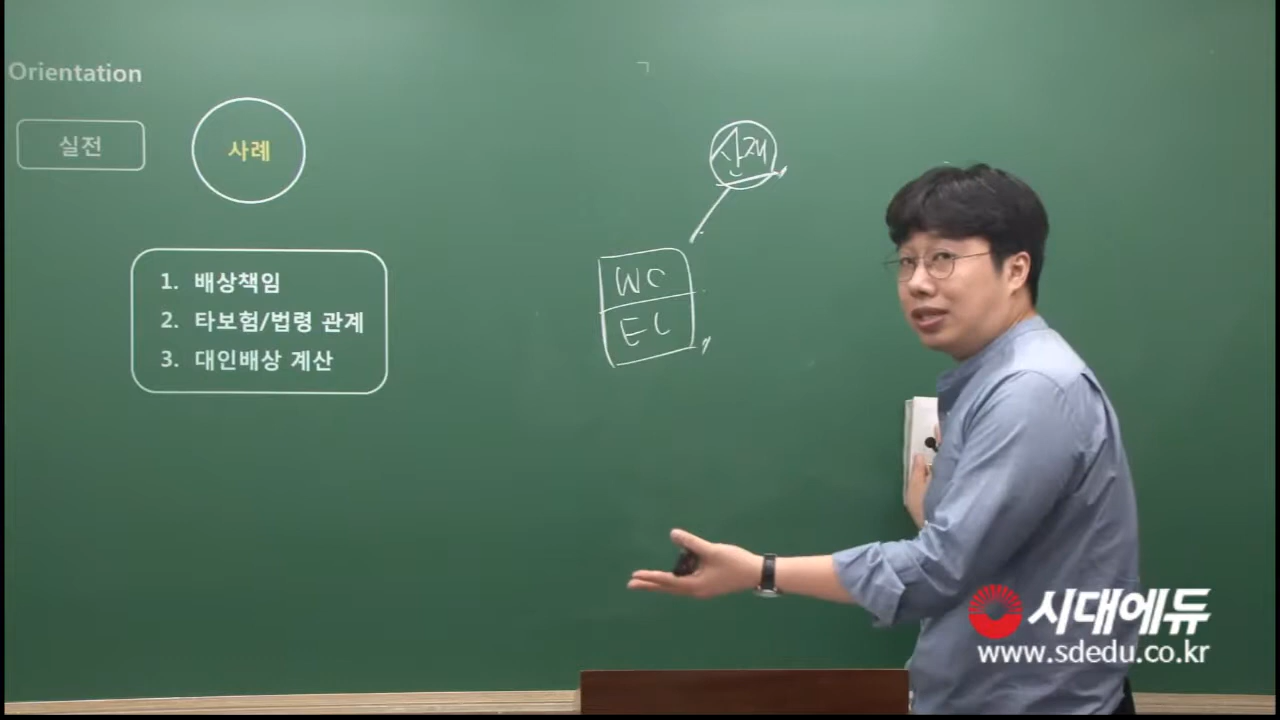 Orientation
실전
사례
1. 배상책임
2. 타보험/법령 관계
3. 대인배상 계산
산재
WC
EL
시대에듀
www.sdedu.co.kr